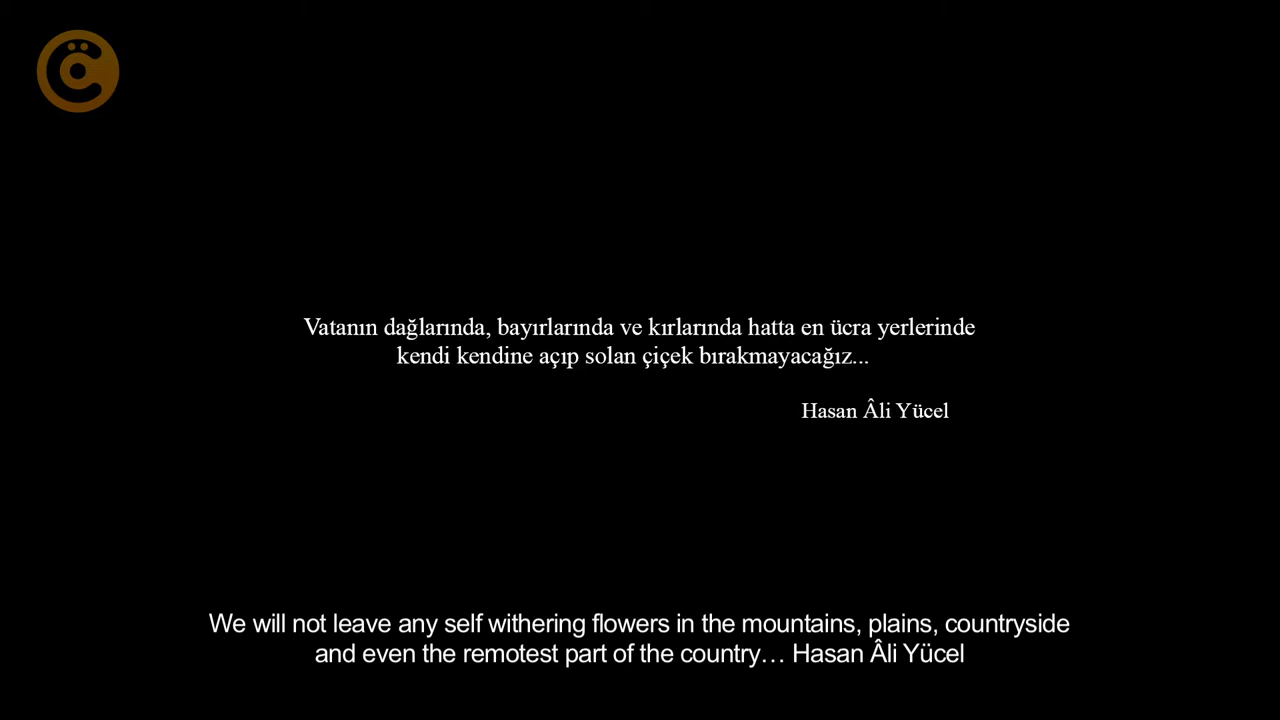 Vatanın dağlarında, bayırlarında ve kırlarında hatta en ücra yerlerinde
kendi kendine açıp solan çiçek bırakmayacağız...
Hasan Âli Yücel
We will not leave any self withering flowers in the mountains, plains, countryside
and even the remotest part of the country… Hasan Âli Yücel